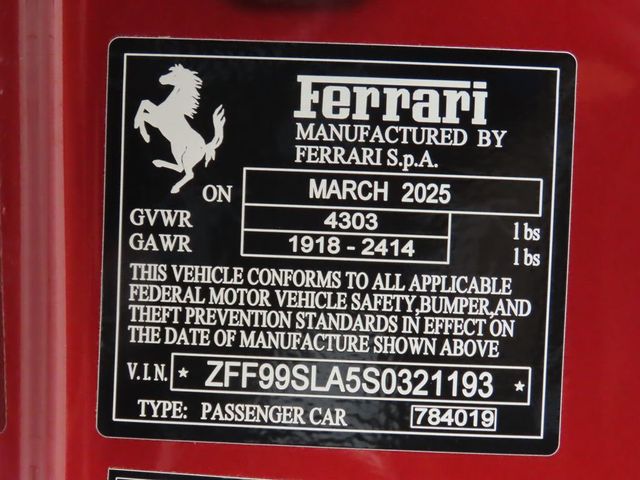 Ferrari
MANUFACTURED BY
FERRARI S.p.A.
ON MARCH 2025
GVWR 4303 lbs
GAWR 1918 - 2414 lbs
THIS VEHICLE CONFORMS TO ALL APPLICABLE
FEDERAL MOTOR VEHICLE SAFETY,BUMPER,AND
THEFT PREVENTION STANDARDS IN EFFECT ON
THE DATE OF MANUFACTURE SHOWN ABOVE
V.I.N. * ZFF99SLA5S0321193 *
TYPE: PASSENGER CAR 784019